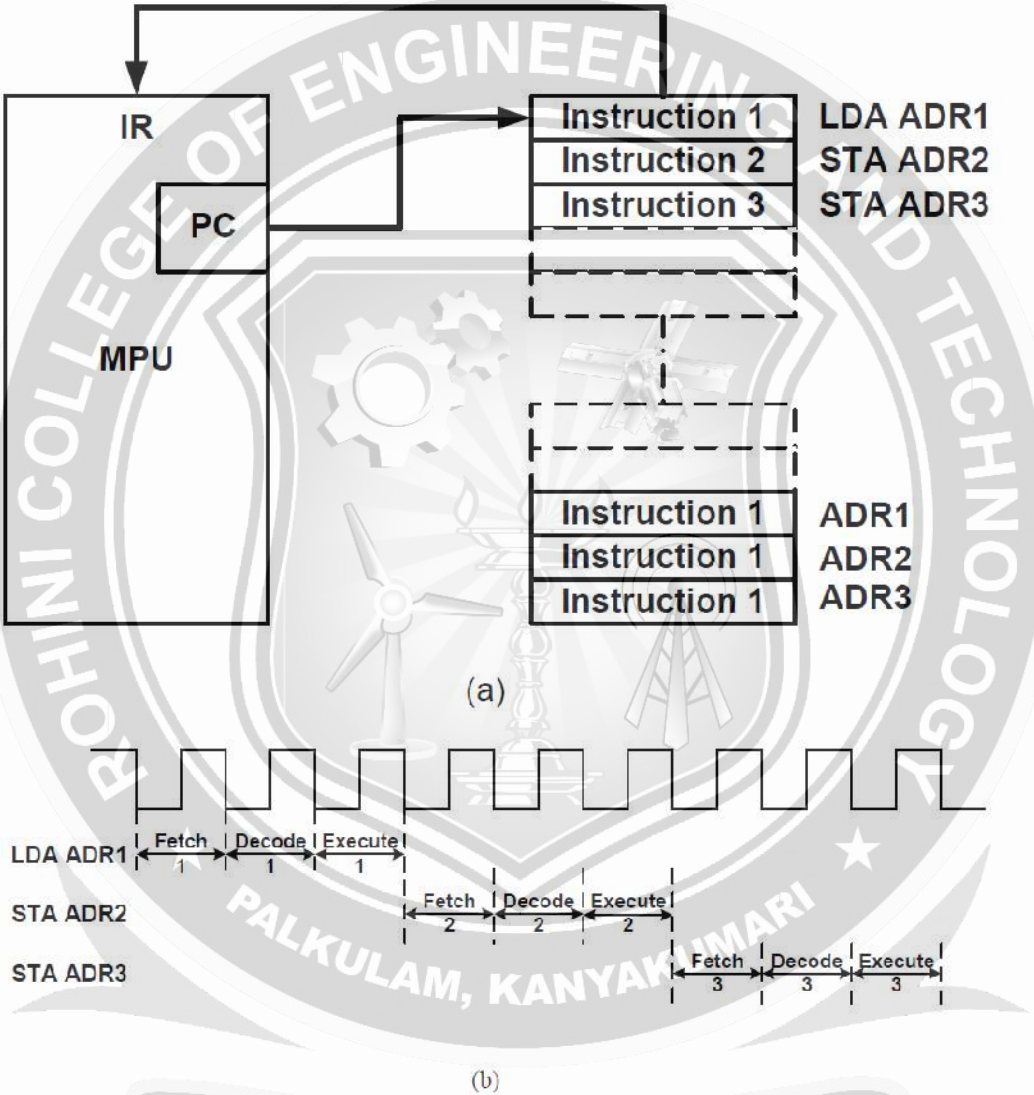 ROHINI COLLEGE OF ENGINEERING AND TECHNOLOGY
PALKULAM, KANYAKUMARI
IR
PC
MPU
Instruction 1 LDA ADR1
Instruction 2 STA ADR2
Instruction 3 STA ADR3
Instruction 1 ADR1
Instruction 1 ADR2
Instruction 1 ADR3
(a)
LDA ADR1 Fetch 1 Decode 1 Execute 1
STA ADR2 Fetch 2 Decode 2 Execute 2
STA ADR3 Fetch 3 Decode 3 Execute 3
(b)